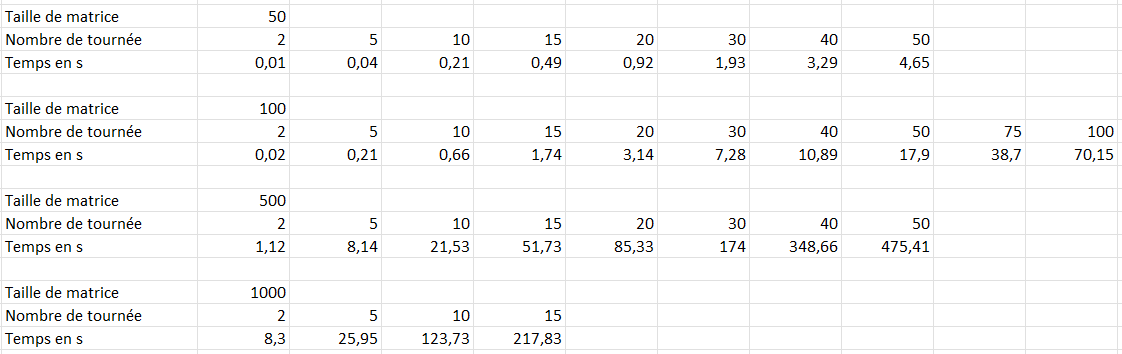 Taille de matrice 50
Nombre de tournée 2 5 10 15 20 30 40 50
Temps en s 0,01 0,04 0,21 0,49 0,92 1,93 3,29 4,65
Taille de matrice 100
Nombre de tournée 2 5 10 15 20 30 40 50 75 100
Temps en s 0,02 0,21 0,66 1,74 3,14 7,28 10,89 17,9 38,7 70,15
Taille de matrice 500
Nombre de tournée 2 5 10 15 20 30 40 50
Temps en s 1,12 8,14 21,53 51,73 85,33 174 348,66 475,41
Taille de matrice 1000
Nombre de tournée 2 5 10 15
Temps en s 8,3 25,95 123,73 217,83